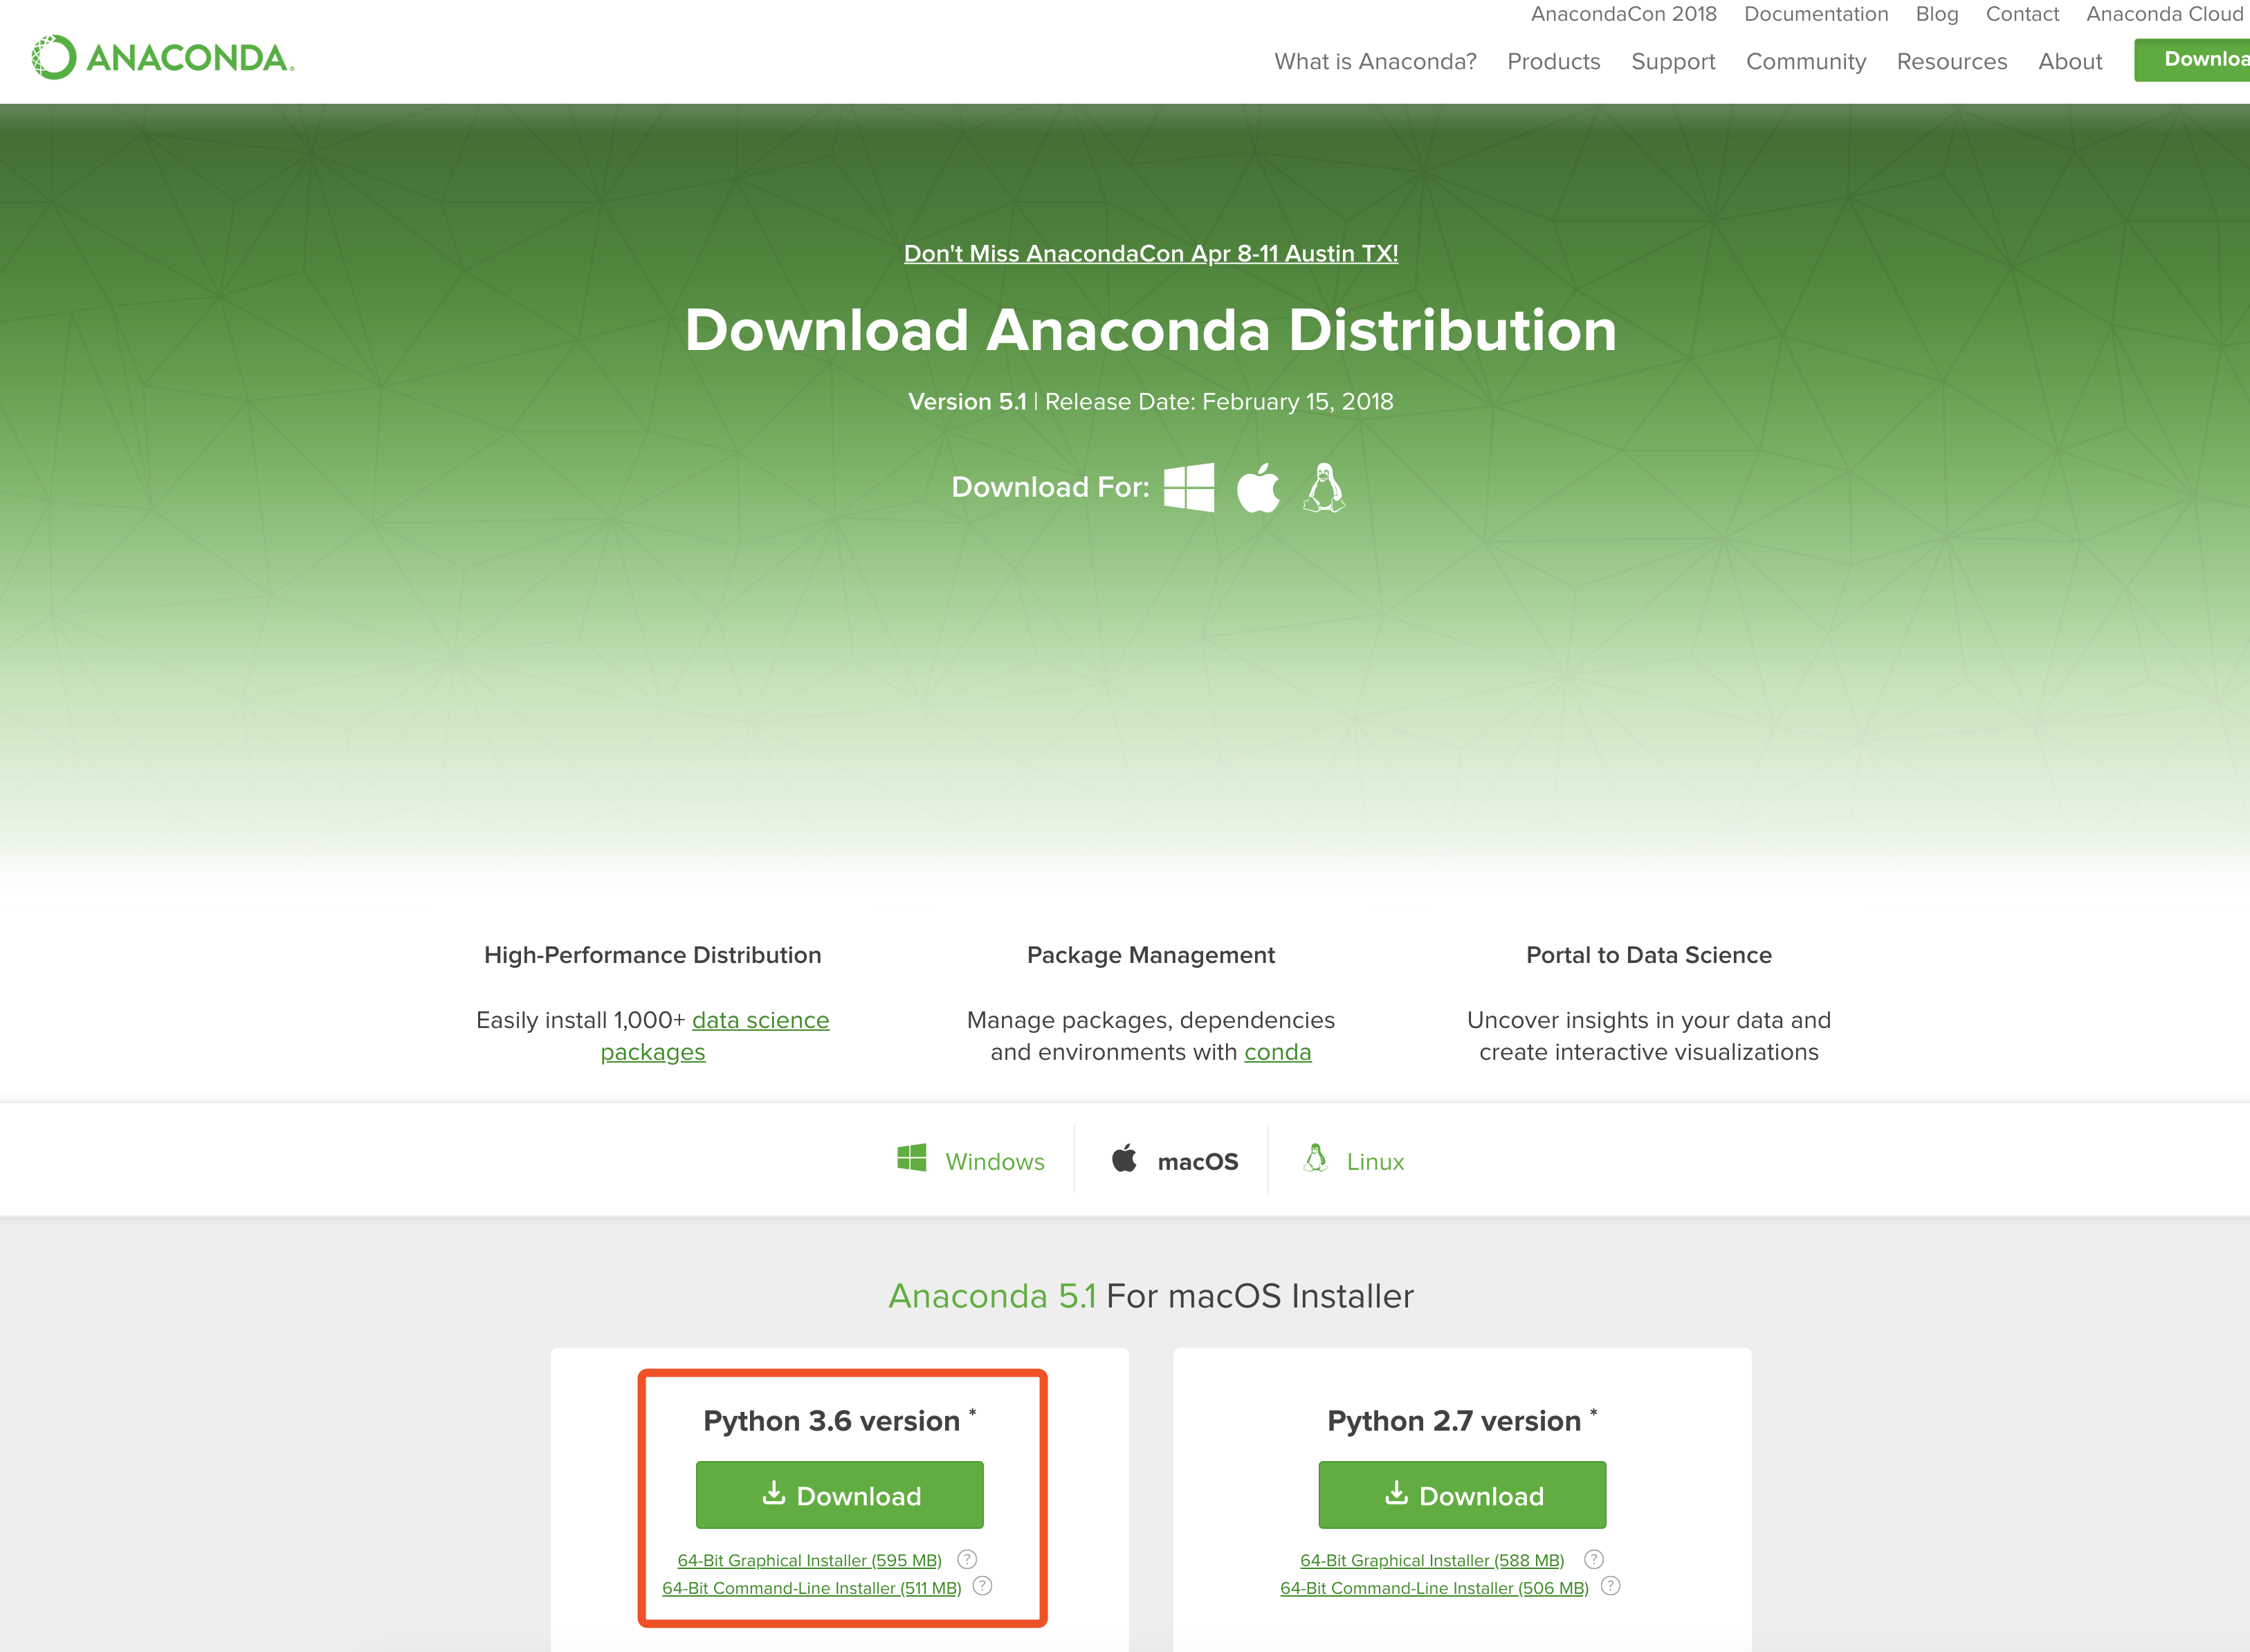 AnacondaCon 2018 Documentation Blog Contact Anaconda Cloud
ANACONDA.
What is Anaconda? Products Support Community Resources About
Don't Miss AnacondaCon Apr 8-11 Austin TX!
Download Anaconda Distribution
Version 5.1 | Release Date: February 15, 2018
Download For:
High-Performance Distribution
Easily install 1,000+ data science
packages
Package Management
Manage packages, dependencies
and environments with conda
Portal to Data Science
Uncover insights in your data and
create interactive visualizations
Windows
macOS
Linux
Anaconda 5.1 For macOS Installer
Python 3.6 version *
Download
64-Bit Graphical Installer (595 MB) ?
64-Bit Command-Line Installer (511 MB) ?
Python 2.7 version *
Download
64-Bit Graphical Installer (588 MB) ?
64-Bit Command-Line Installer (506 MB) ?